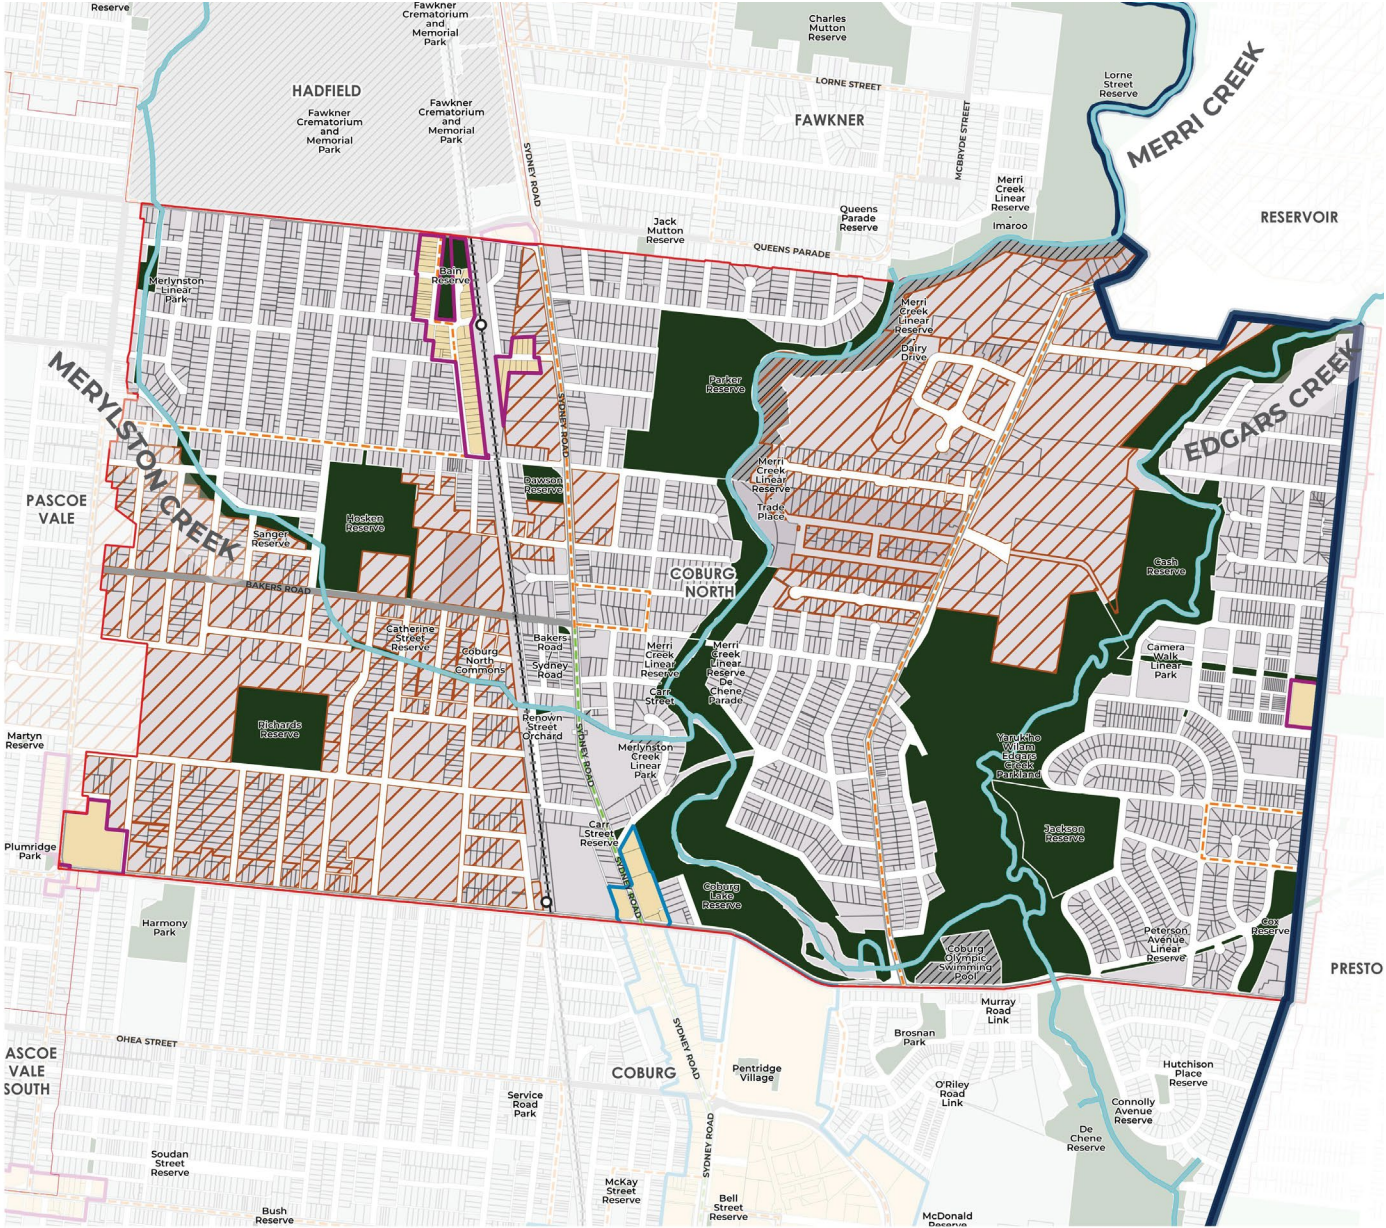 Reserve
Fawkner
Crematorium
and
Memorial
Park
Charles
Mutton
Reserve
HADFIELD
Fawkner
Crematorium
and
Memorial
Park
Fawkner
Crematorium
and
Memorial
Park
LORNE STREET
Lorne
Street
Reserve
MERRI CREEK
FAWKNER
MCBRYDE STREET
SYDNEY ROAD
Merri
Creek
Linear
Reserve
-
Imaroo
Queens
Parade
Reserve
Jack
Mutton
Reserve
QUEENS PARADE
RESERVOIR
Bain
Reserve
Merlynston
Linear
Park
Merri
Creek
Linear
Reserve
-
Dairy
Drive
MERYLSTON CREEK
Parker
Reserve
EDGARS CREEK
SYDNEY ROAD
Merri
Creek
Linear
Reserve
-
Trade
Place
Dawson
Reserve
PASCOE
VALE
Hosken
Reserve
Sanger
Reserve
BAKERS ROAD
COBURG
NORTH
Cash
Reserve
Catherine
Street
Reserve
Coburg
North
Commons
Bakers
Road
-
Sydney
Road
Merri
Creek
Linear
Reserve
-
Carr
Street
Merri
Creek
Linear
Reserve
De
Chene
Parade
Camera
Walk
Linear
Park
Richards
Reserve
Renown
Street
Orchard
SYDNEY ROAD
Martyn
Reserve
Merlynston
Creek
Linear
Park
Yaruk-ho
Wilam
Edgars
Creek
Parkland
Plumridge
Park
Carr
Street
Reserve
Jackson
Reserve
SYDNEY ROAD
Coburg
Lake
Reserve
Harmony
Park
Coburg
Olympic
Swimming
Pool
Peterson
Avenue
Linear
Reserve
Cox
Reserve
PRESTO
Murray
Road
Link
Brosnan
Park
OHEA STREET
ASCOE
VALE
SOUTH
SYDNEY ROAD
COBURG
Pentridge
Village
Hutchison
Place
Reserve
O'Riley
Road
Link
Service
Road
Park
Connolly
Avenue
Reserve
SYDNEY ROAD
De
Chene
Reserve
Soudan
Street
Reserve
McKay
Street
Reserve
Bell
Street
Reserve
Bush
Reserve
McDonald
Reserve